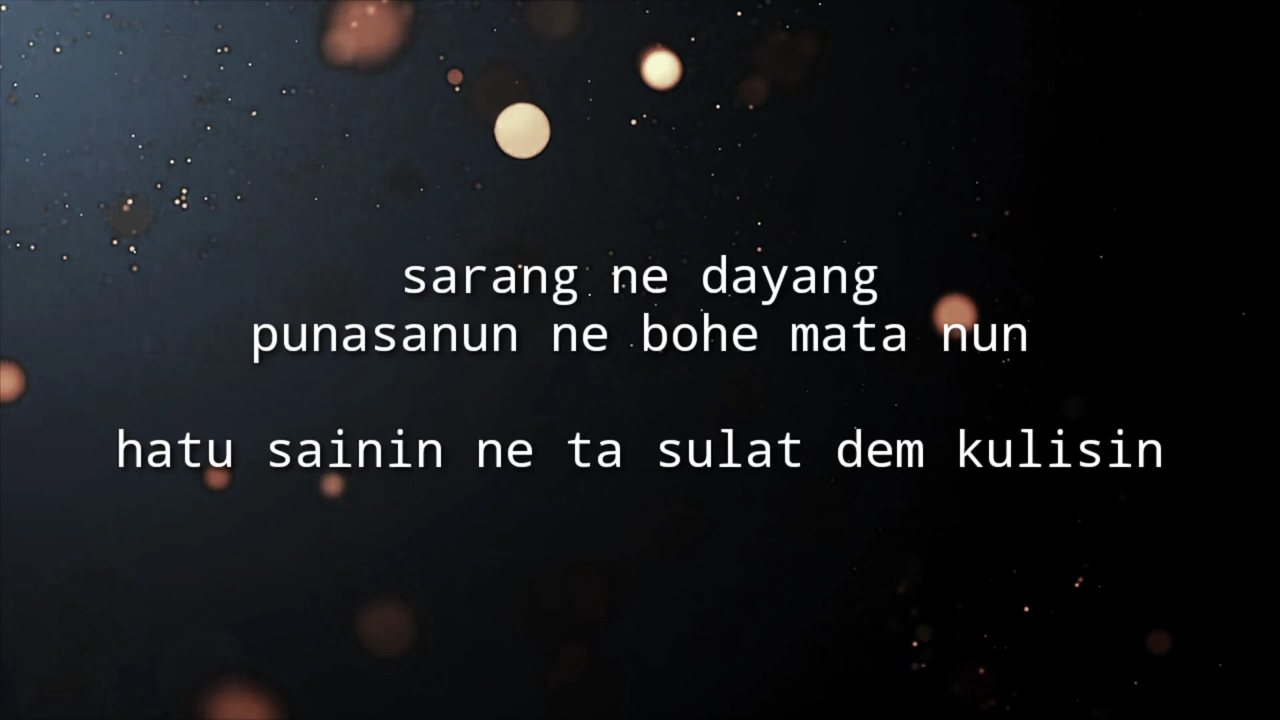 sarang ne dayang
punasanun ne bohe mata nun
hatu sainin ne ta sulat dem kulisin